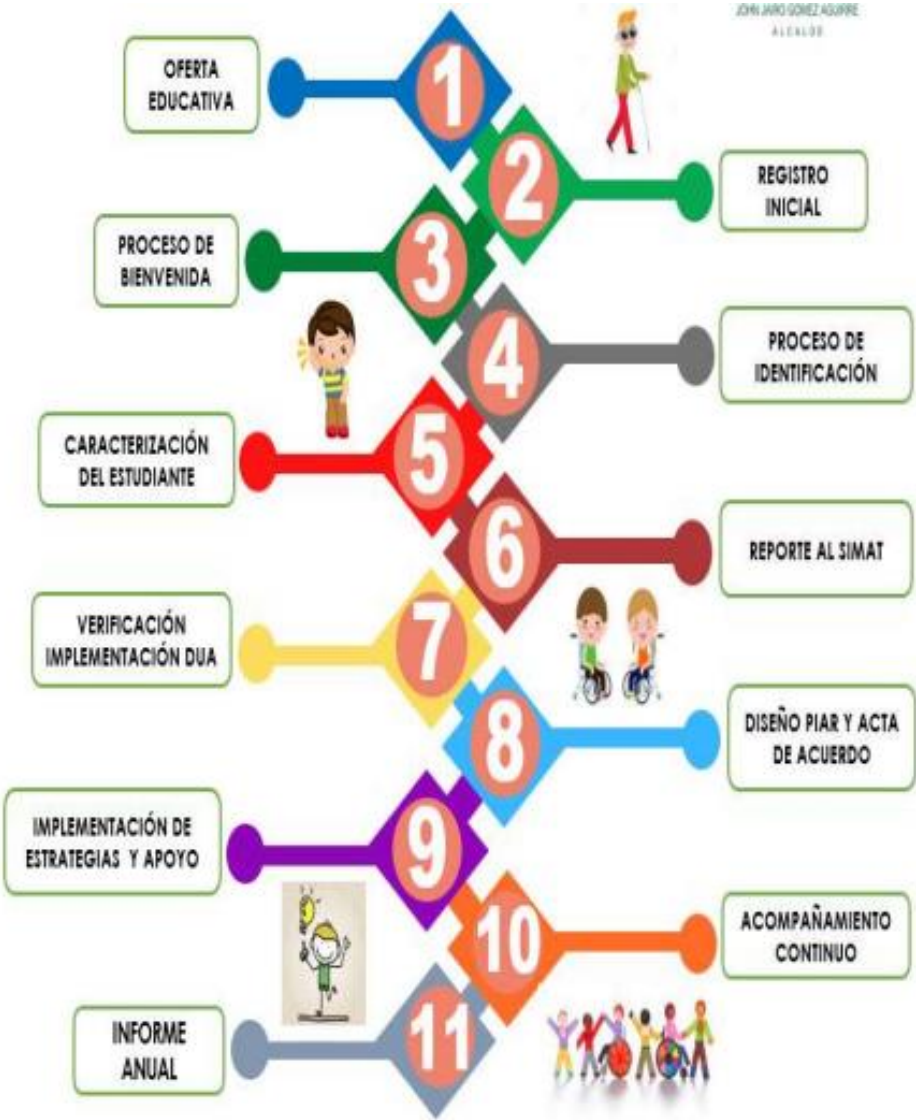 JOHN JAIRO GOMEZ AGUIRRE
ALCALDE
1
OFERTA
EDUCATIVA
2
REGISTRO
INICIAL
3
PROCESO DE
BIENVENIDA
4
PROCESO DE
IDENTIFICACIÓN
5
CARACTERIZACIÓN
DEL ESTUDIANTE
6
REPORTE AL SIMAT
7
VERIFICACIÓN
IMPLEMENTACIÓN DUA
8
DISEÑO PIAR Y ACTA
DE ACUERDO
9
IMPLEMENTACIÓN DE
ESTRATEGIAS Y APOYO
10
ACOMPAÑAMIENTO
CONTINUO
11
INFORME
ANUAL